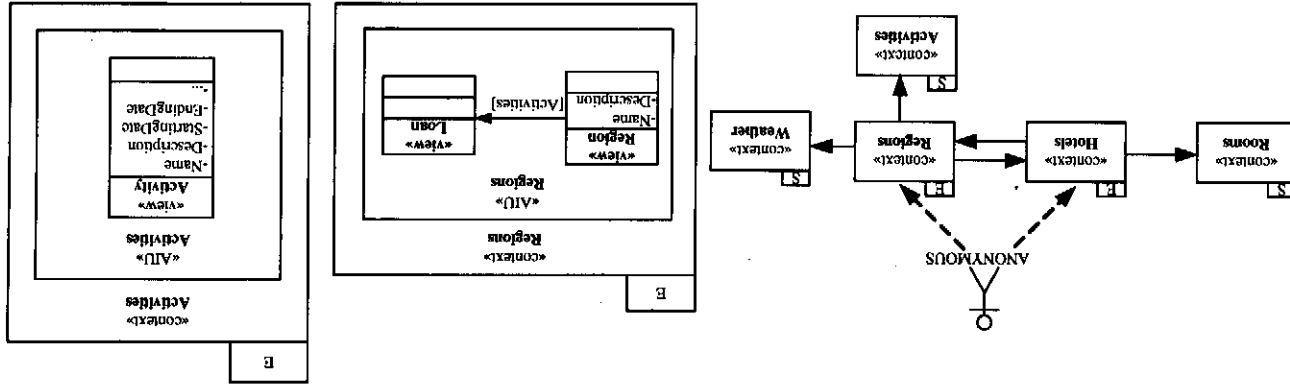 ANONYMOUS
S
«context»
Rooms
E
«context»
Hotels
E
«context»
Regions
S
«context»
Weather
S
«context»
Activities
E
«context»
Regions
«AIU»
Regions
«view»
Region
-Name
-Description
[Activities]
«view»
Loan
E
«context»
Activities
«AIU»
Activities
«view»
Activity
-Name
-Description
-StartingDate
-EndingDate
-...